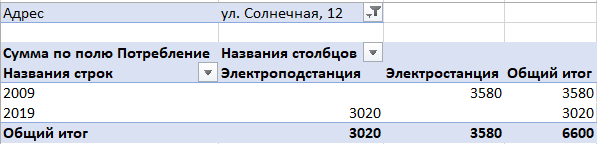 Адрес ул. Солнечная, 12
Сумма по полю Потребление Названия столбцов
Названия строк Электроподстанция Электростанция Общий итог
2009 3580 3580
2019 3020 3020
Общий итог 3020 3580 6600